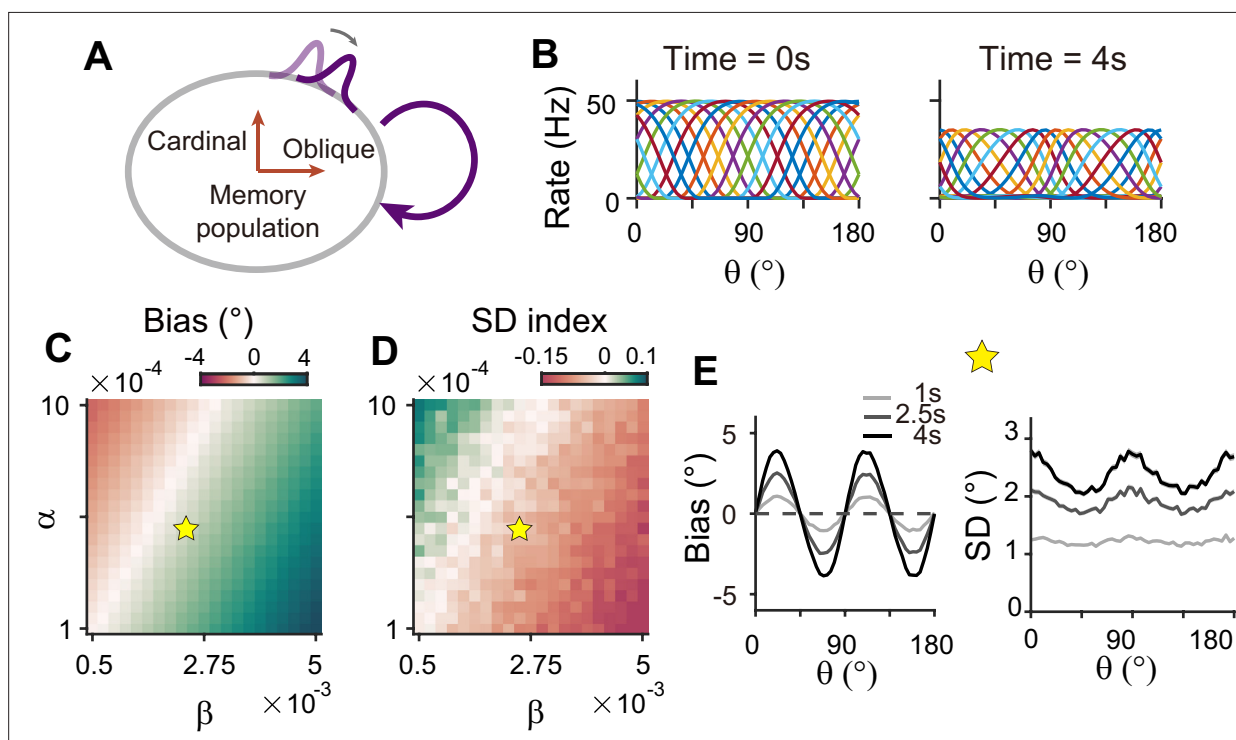 A
Cardinal
Oblique
Memory
population
B
Time = 0s
Time = 4s
Rate (Hz)
50
0
0
90
180
θ (°)
0
90
180
θ (°)
C
Bias (°)
-4
0
4
× 10⁻⁴
10
α
1
0.5
2.75
5
× 10⁻³
β
D
SD index
-0.15
0
0.1
× 10⁻⁴
10
1
0.5
2.75
5
× 10⁻³
β
E
1s
2.5s
4s
Bias (°)
5
0
-5
0
90
180
θ (°)
SD (°)
3
2
1
0
0
90
180
θ (°)